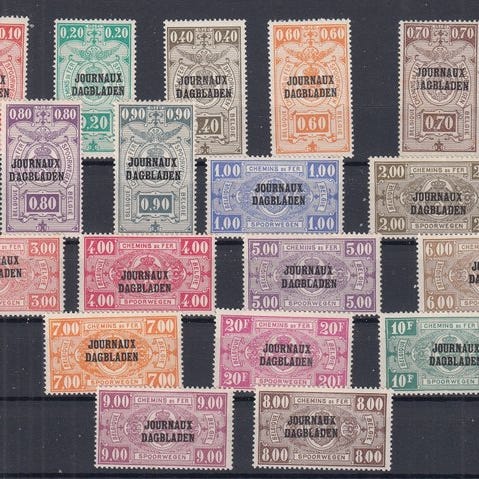 0.10
0.20 0.20
JOURNAUX
DAGBLADEN
0.20
0.40 0.40
JOURNAUX
DAGBLADEN
0.40
0.60 0.60
JOURNAUX
DAGBLADEN
0.60
0.70 0.70
JOURNAUX
DAGBLADEN
0.70
0.80 0.80
JOURNAUX
DAGBLADEN
0.80
0.90 0.90
JOURNAUX
DAGBLADEN
0.90
1.00 CHEMINS DE FER 1.00
BELGIQUE JOURNAUX BELGIE
DAGBLADEN
1.00 SPOORWEGEN 1.00
2.00 CHEMINS DE FER
JOURNAUX
DAGBLADEN
2.00 SPOORWEGEN
3.00
3.00
4.00 CHEMINS DE FER 4.00
JOURNAUX
DAGBLADEN
4.00 SPOORWEGEN 4.00
5.00 CHEMINS DE FER 5.00
JOURNAUX
DAGBLADEN
5.00 SPOORWEGEN 5.00
6.00
6.00
7.00 CHEMINS DE FER 7.00
JOURNAUX
DAGBLADEN
7.00 SPOORWEGEN 7.00
20F CHEMINS DE FER 20F
JOURNAUX
DAGBLADEN
20F SPOORWEGEN 20F
10F CHEMINS DE FER
JOURNAUX
DAGBLADEN
10F SPOORWEGEN
9.00 CHEMINS DE FER 9.00
JOURNAUX
DAGBLADEN
9.00 SPOORWEGEN 9.00
8.00 CHEMINS DE FER 8.00
JOURNAUX
DAGBLADEN
8.00 SPOORWEGEN 8.00